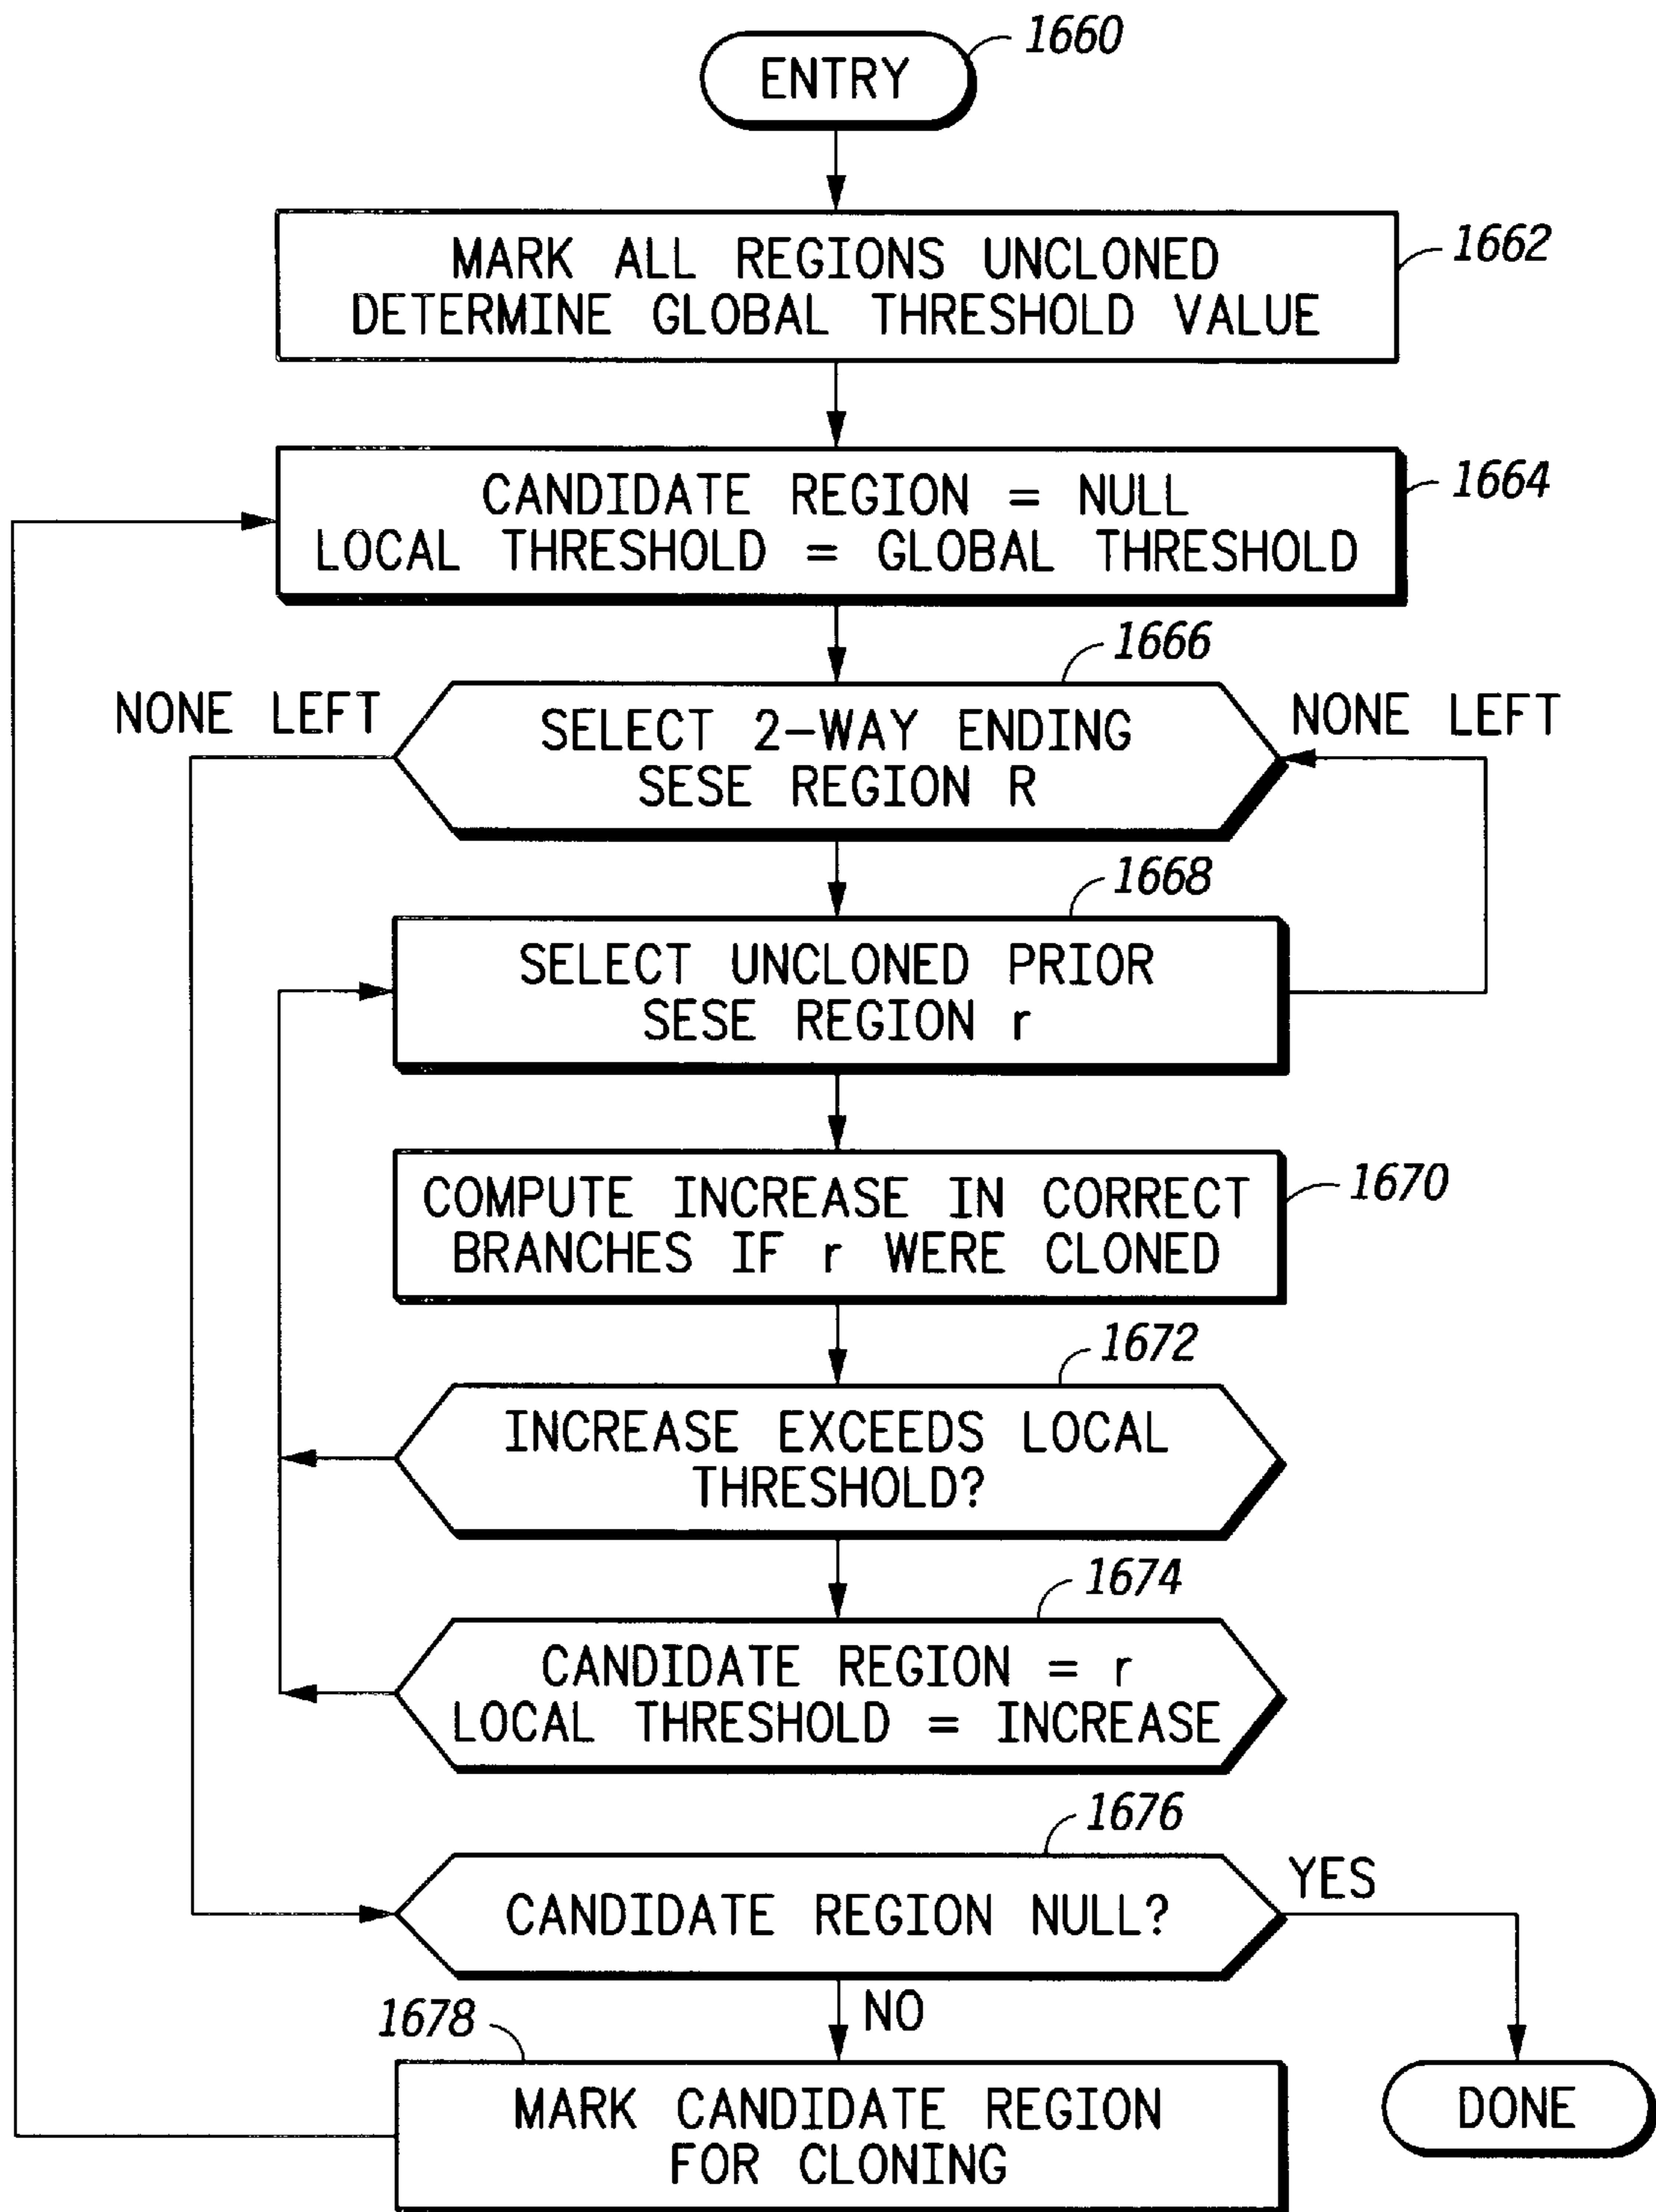 1660
ENTRY
1662
MARK ALL REGIONS UNCLONED
DETERMINE GLOBAL THRESHOLD VALUE
1664
CANDIDATE REGION = NULL
LOCAL THRESHOLD = GLOBAL THRESHOLD
1666
NONE LEFT
SELECT 2-WAY ENDING
SESE REGION R
NONE LEFT
1668
SELECT UNCLONED PRIOR
SESE REGION r
1670
COMPUTE INCREASE IN CORRECT
BRANCHES IF r WERE CLONED
1672
INCREASE EXCEEDS LOCAL
THRESHOLD?
1674
CANDIDATE REGION = r
LOCAL THRESHOLD = INCREASE
1676
CANDIDATE REGION NULL?
YES
NO
1678
MARK CANDIDATE REGION
FOR CLONING
DONE